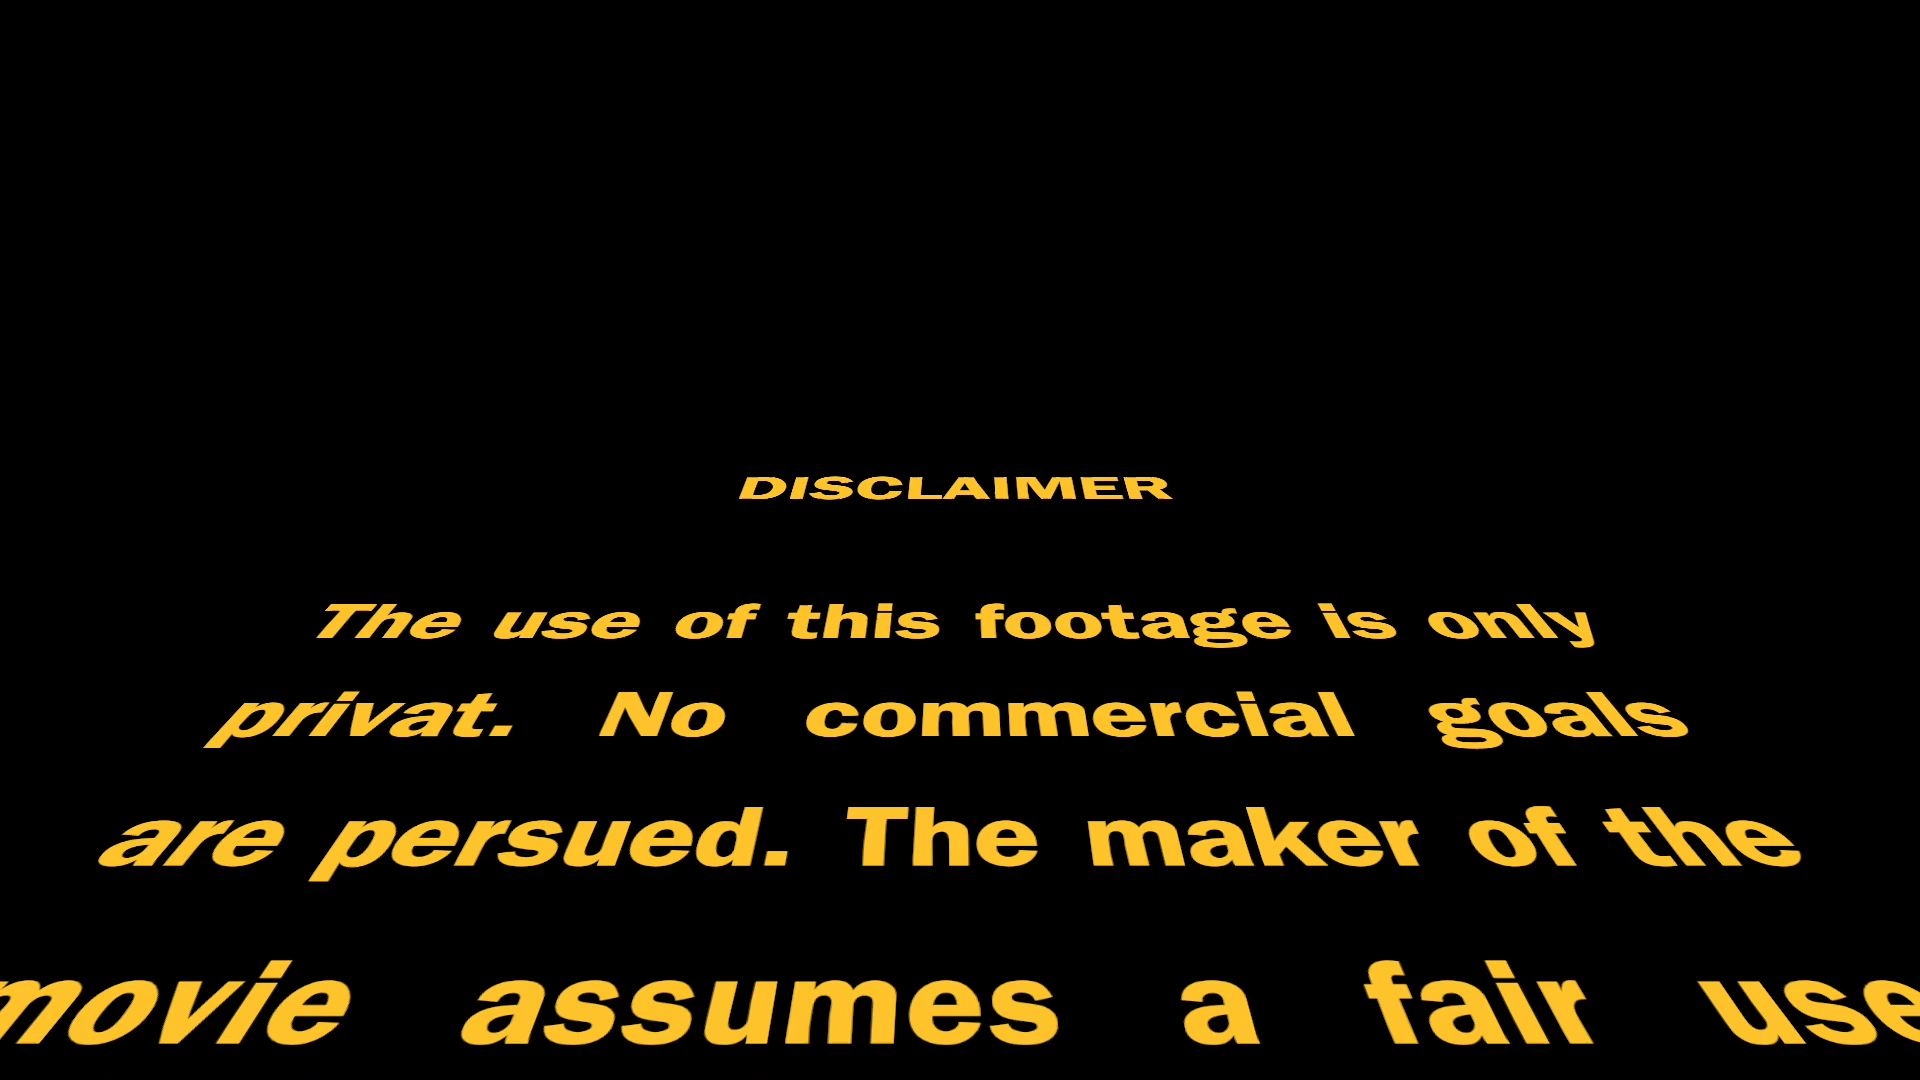 DISCLAIMER
The use of this footage is only
privat. No commercial goals
are persued. The maker of the
movie assumes a fair use